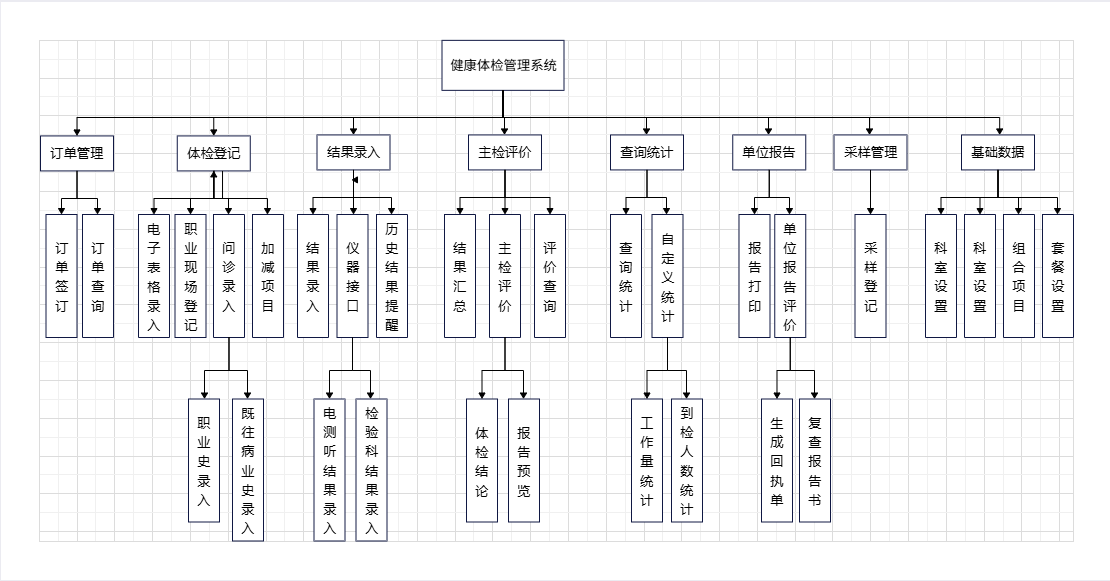 健康体检管理系统
订单管理
体检登记
结果录入
主检评价
查询统计
单位报告
采样管理
基础数据
订单签订
订单查询
电子表格录入
职业现场登记
问诊录入
加减项目
结果录入
仪器接口
历史结果提醒
结果汇总
主检评价
评价查询
查询统计
自定义统计
报告打印
单位报告评价
采样登记
科室设置
科室设置
组合项目
套餐设置
职业史录入
既往病业史录入
电测听结果录入
检验科结果录入
体检结论
报告预览
工作量统计
到检人数统计
生成回执单
复查报告书